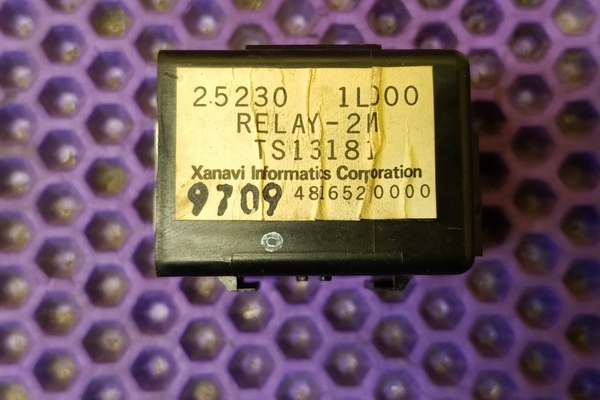 25230 1L000
RELAY-2M
TS13181
Xanavi Informatics Corporation
9709 481652 0000